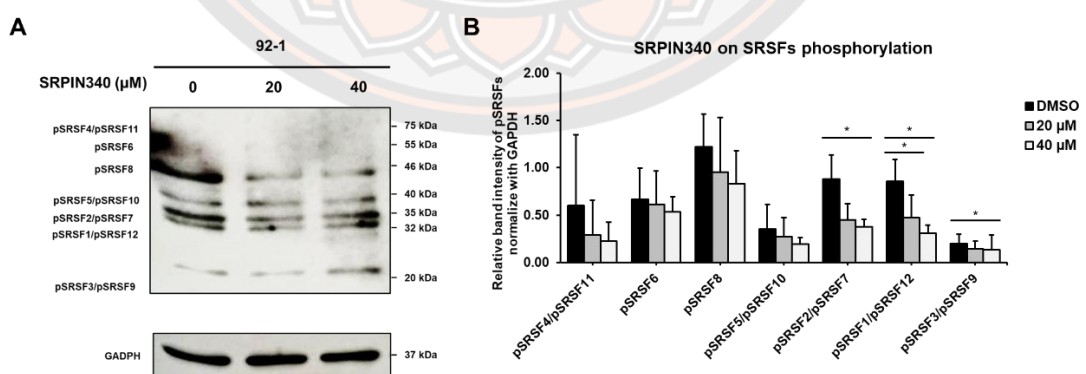 A
92-1
SRPIN340 (µM) 0 20 40
pSRSF4/pSRSF11
pSRSF6
pSRSF8
pSRSF5/pSRSF10
pSRSF2/pSRSF7
pSRSF1/pSRSF12
pSRSF3/pSRSF9
75 kDa
55 kDa
46 kDa
40 kDa
35 kDa
32 kDa
20 kDa
GADPH
37 kDa
B
SRPIN340 on SRSFs phosphorylation
Relative band intensity of pSRSFs
normalize with GAPDH
2.00
1.50
1.00
0.50
0.00
* * * *
pSRSF4/pSRSF11
pSRSF6
pSRSF8
pSRSF5/pSRSF10
pSRSF2/pSRSF7
pSRSF1/pSRSF12
pSRSF3/pSRSF9
DMSO
20 µM
40 µM